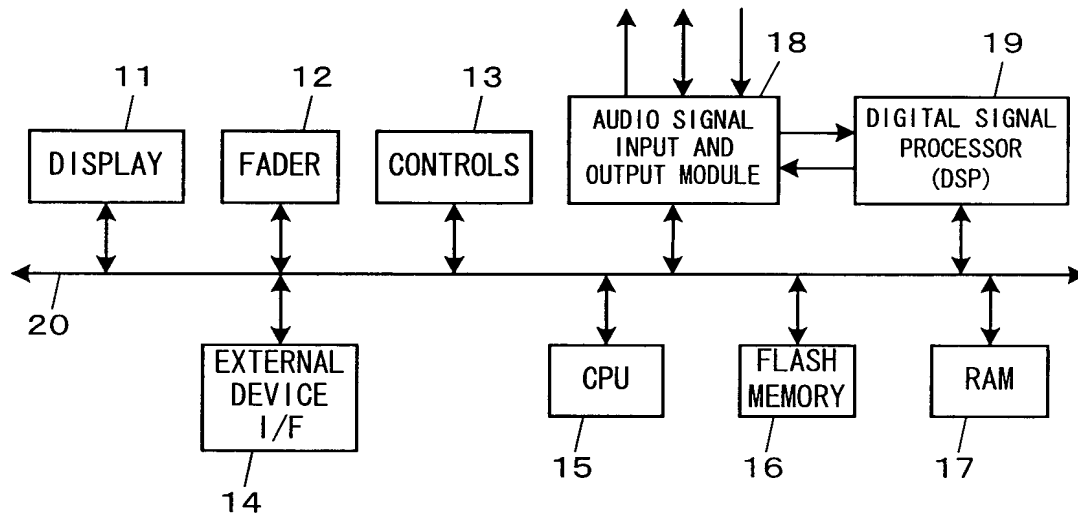 11
12
13
18
19
DISPLAY
FADER
CONTROLS
AUDIO SIGNAL
INPUT AND
OUTPUT MODULE
DIGITAL SIGNAL
PROCESSOR
(DSP)
20
EXTERNAL
DEVICE
I/F
CPU
FLASH
MEMORY
RAM
14
15
16
17